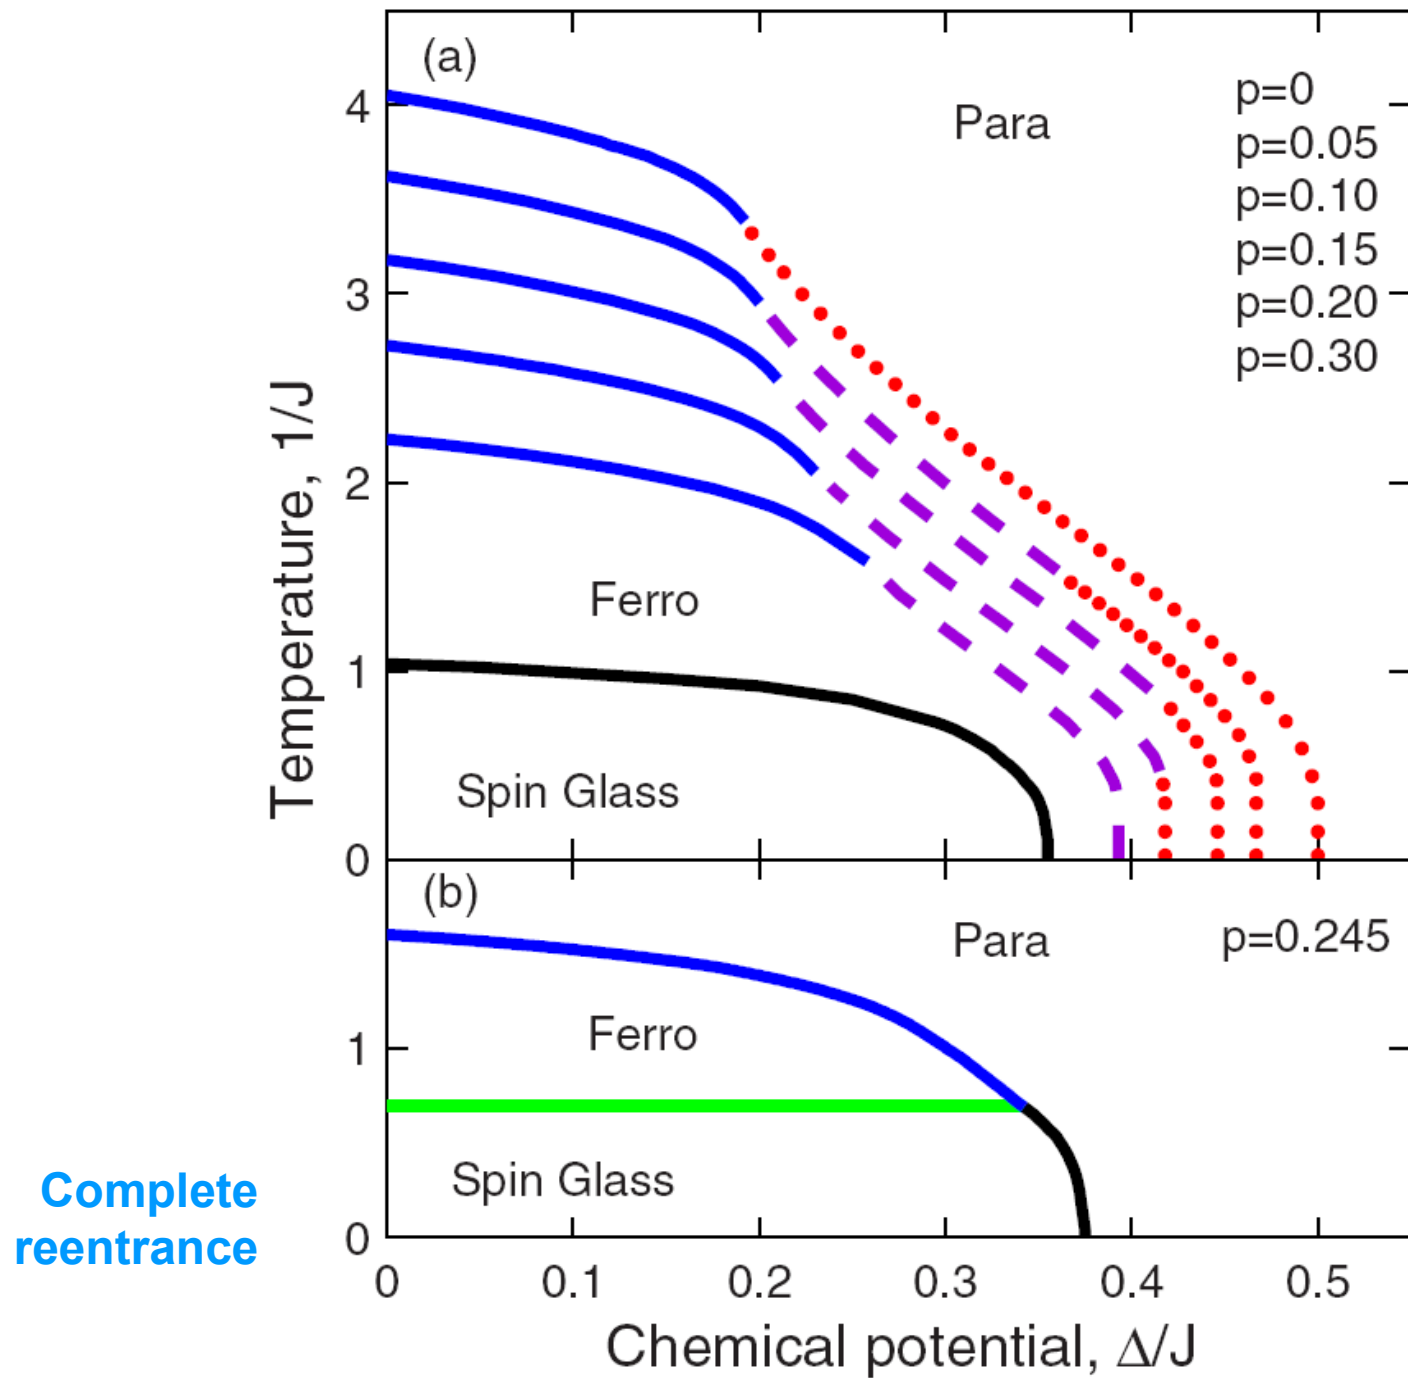 (a)
Para
p=0
p=0.05
p=0.10
p=0.15
p=0.20
p=0.30
4
3
2
1
0
Temperature, 1/J
Ferro
Spin Glass
(b)
Para
p=0.245
Ferro
1
Spin Glass
0
Complete
reentrance
0 0.1 0.2 0.3 0.4 0.5
Chemical potential, Δ/J